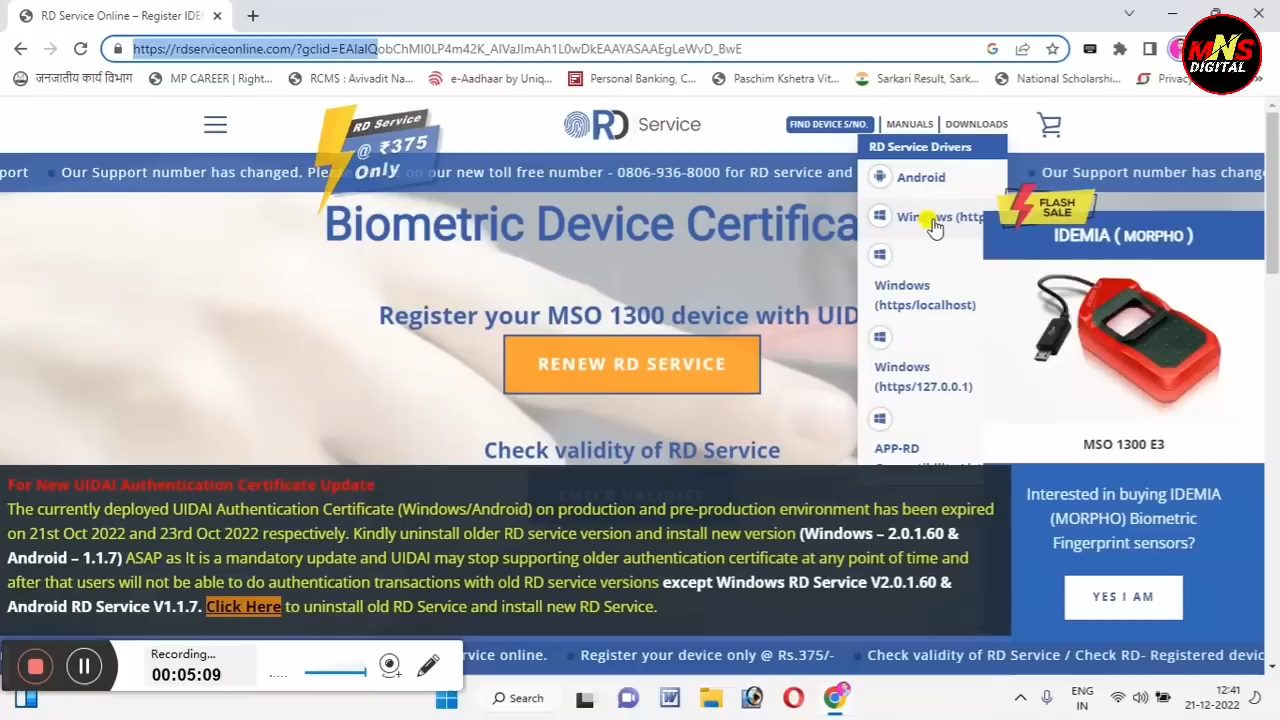 RD Service Online – Register IDEM
https://rdserviceonline.com/?gclid=EAIaIQobChMI0LP4m42K_AIVaJlmAh1L0wDkEAAYASAAEgLeWvD_BwE
MNS
DIGITAL
जनजातीय कार्य विभाग
MP CAREER | Right...
RCMS : Avivadit Na...
e-Aadhaar by Uniq...
Personal Banking, C...
Paschim Kshetra Vit...
Sarkari Result, Sark...
National Scholarshi...
RD Service
@ ₹375
Only
RD Service
FIND DEVICE S/NO.
MANUALS
DOWNLOADS
RD Service Drivers
port • Our Support number has changed. on our new toll free number - 0806-936-8000 for RD service and
• Our Support number has change
Android
Windows (http
Windows
(https/localhost)
Windows
(https/127.0.0.1)
APP-RD
FLASH
SALE
IDEMIA ( MORPHO )
MSO 1300 E3
Biometric Device Certifica
Register your MSO 1300 device with UID
RENEW RD SERVICE
Check validity of RD Service
CHECK VALIDITY
For New UIDAI Authentication Certificate Update
The currently deployed UIDAI Authentication Certificate (Windows/Android) on production and pre-production environment has been expired
on 21st Oct 2022 and 23rd Oct 2022 respectively. Kindly uninstall older RD service version and install new version (Windows – 2.0.1.60 &
Android – 1.1.7) ASAP as It is a mandatory update and UIDAI may stop supporting older authentication certificate at any point of time and
after that users will not be able to do authentication transactions with old RD service versions except Windows RD Service V2.0.1.60 &
Android RD Service V1.1.7. Click Here to uninstall old RD Service and install new RD Service.
Interested in buying IDEMIA
(MORPHO) Biometric
Fingerprint sensors?
YES I AM
Recording...
00:05:09
rvice online. • Register your device only @ Rs.375/- • Check validity of RD Service / Check RD- Registered devic
Search
ENG
IN
12:41
21-12-2022